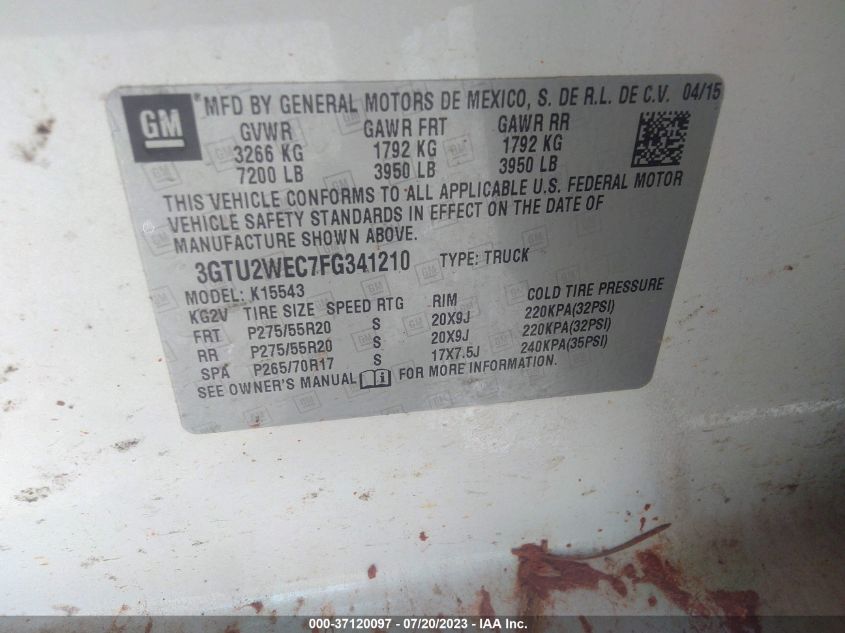 GM ® MFD BY GENERAL MOTORS DE MEXICO, S. DE R.L. DE C.V. 04/15
GVWR GAWR FRT GAWR RR
3266 KG 1792 KG 1792 KG
7200 LB 3950 LB 3950 LB
THIS VEHICLE CONFORMS TO ALL APPLICABLE U.S. FEDERAL MOTOR
VEHICLE SAFETY STANDARDS IN EFFECT ON THE DATE OF
MANUFACTURE SHOWN ABOVE.
3GTU2WEC7FG341210 TYPE: TRUCK
MODEL: K15543
KG2V TIRE SIZE SPEED RTG RIM COLD TIRE PRESSURE
FRT P275/55R20 S 20X9J 220KPA(32PSI)
RR P275/55R20 S 20X9J 220KPA(32PSI)
SPA P265/70R17 S 17X7.5J 240KPA(35PSI)
SEE OWNER'S MANUAL i FOR MORE INFORMATION.
000-37120097 - 07/20/2023 - IAA Inc.